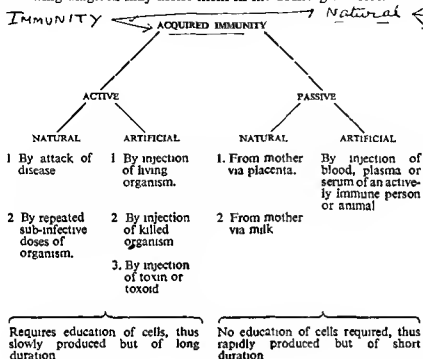 IMMUNITY
Natural
ACQUIRED IMMUNITY
ACTIVE
PASSIVE
NATURAL
ARTIFICIAL
NATURAL
ARTIFICIAL
1 By attack of
disease
2 By repeated
sub-infective
doses of
organism.
1 By injection
of living
organism.
2 By injection
of killed
organism
3. By injection
of toxin or
toxoid
1. From mother
via placenta.
2 From mother
via milk
By injection of
blood, plasma or
serum of an active-
ly immune person
or animal
Requires education of cells, thus
slowly produced but of long
duration
No education of cells required, thus
rapidly produced but of short
duration